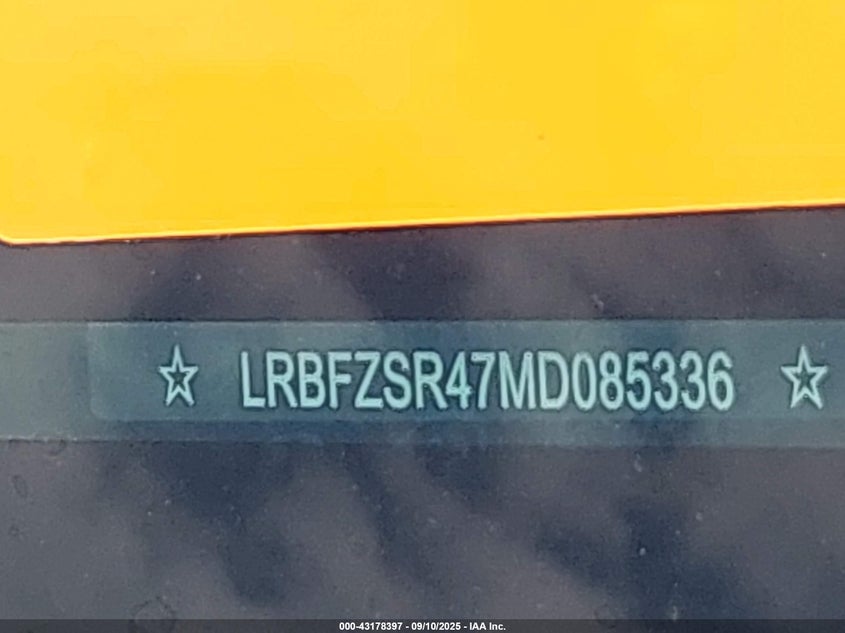 ☆ LRBFZSR47MD085336 ☆
000-43178397 - 09/10/2025 - IAA Inc.